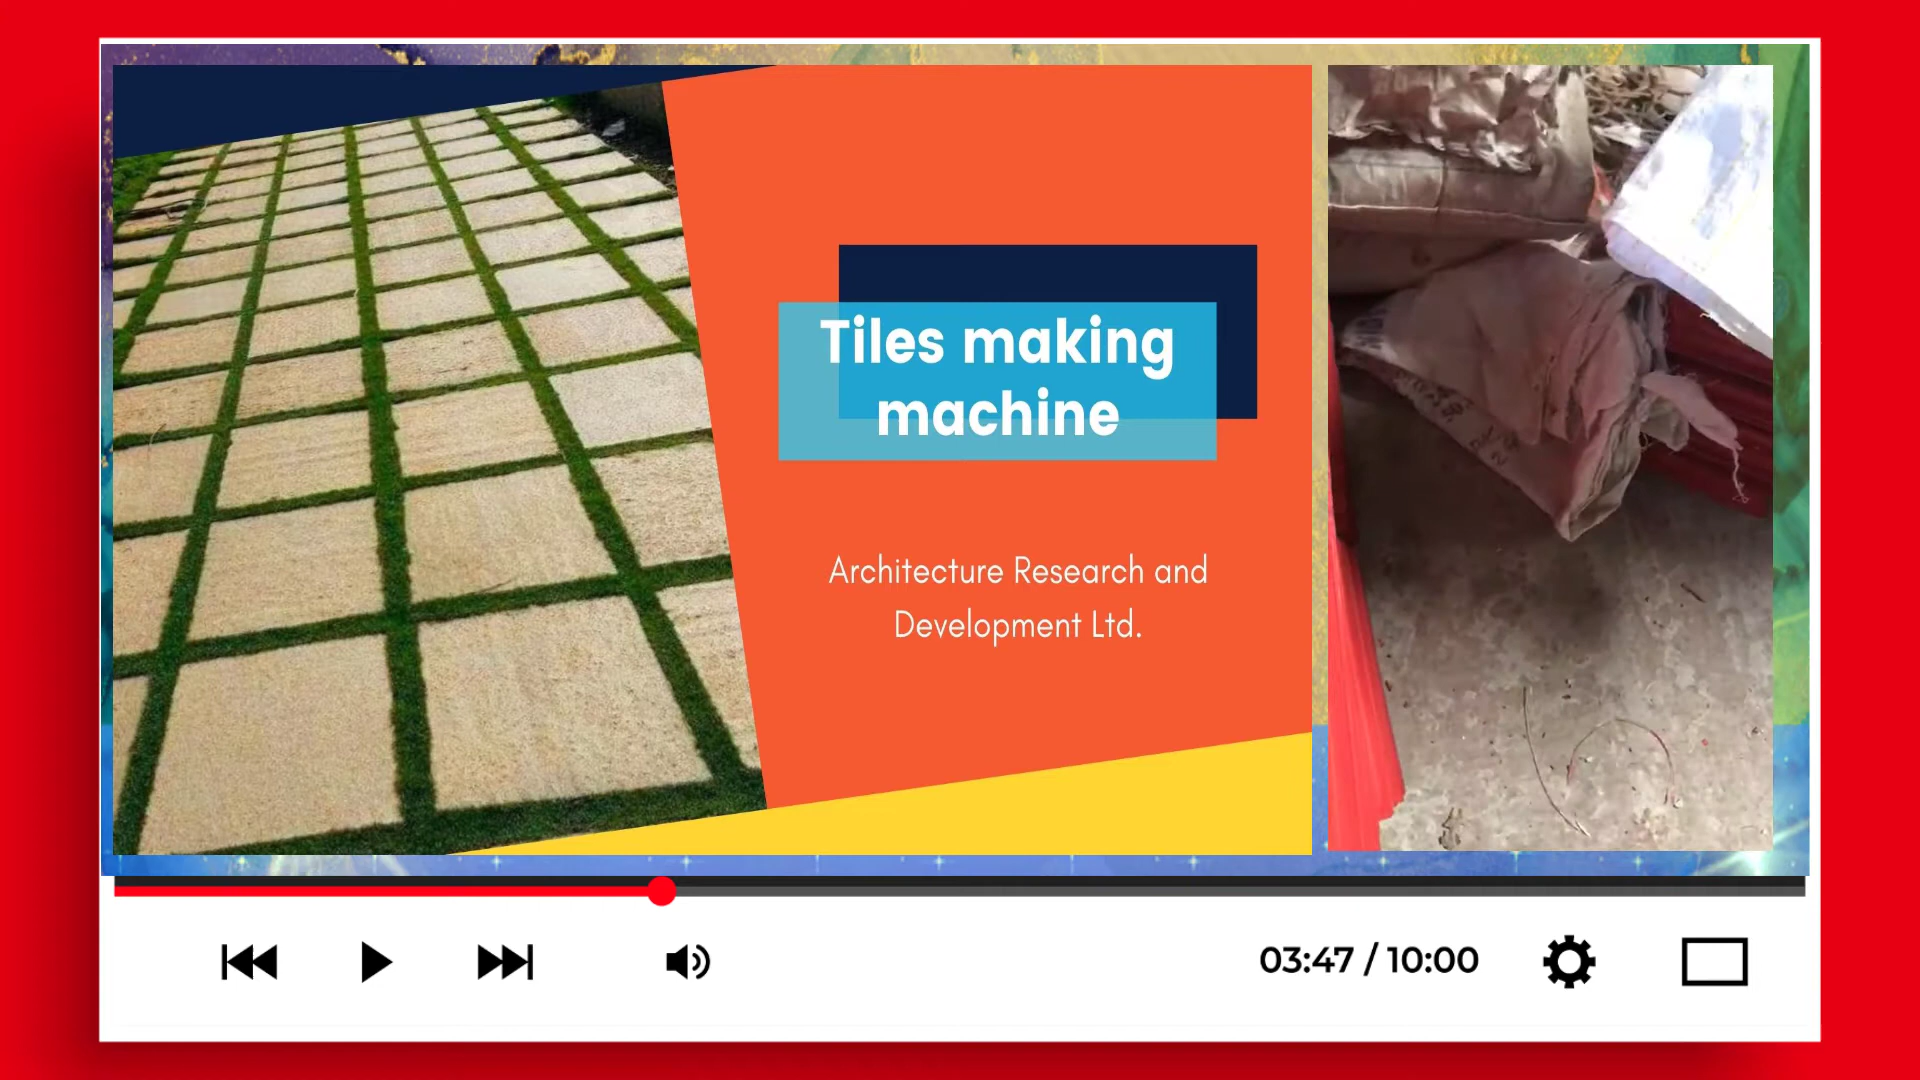 Tiles making
machine
Architecture Research and
Development Ltd.
03:47 / 10:00